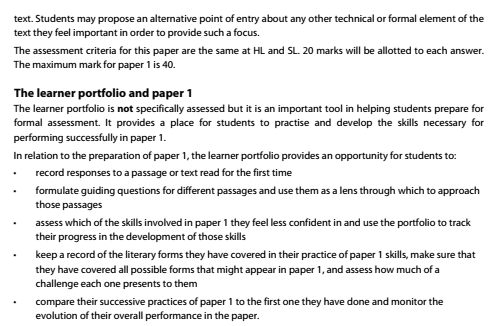 text. Students may propose an alternative point of entry about any other technical or formal element of the
text they feel important in order to provide such a focus.
The assessment criteria for this paper are the same at HL and SL. 20 marks will be allotted to each answer.
The maximum mark for paper 1 is 40.
The learner portfolio and paper 1
The learner portfolio is not specifically assessed but it is an important tool in helping students prepare for
formal assessment. It provides a place for students to practise and develop the skills necessary for
performing successfully in paper 1.
In relation to the preparation of paper 1, the learner portfolio provides an opportunity for students to:
• record responses to a passage or text read for the first time
• formulate guiding questions for different passages and use them as a lens through which to approach
those passages
• assess which of the skills involved in paper 1 they feel less confident in and use the portfolio to track
their progress in the development of those skills
• keep a record of the literary forms they have covered in their practice of paper 1 skills, make sure that
they have covered all possible forms that might appear in paper 1, and assess how much of a
challenge each one presents to them
• compare their successive practices of paper 1 to the first one they have done and monitor the
evolution of their overall performance in the paper.